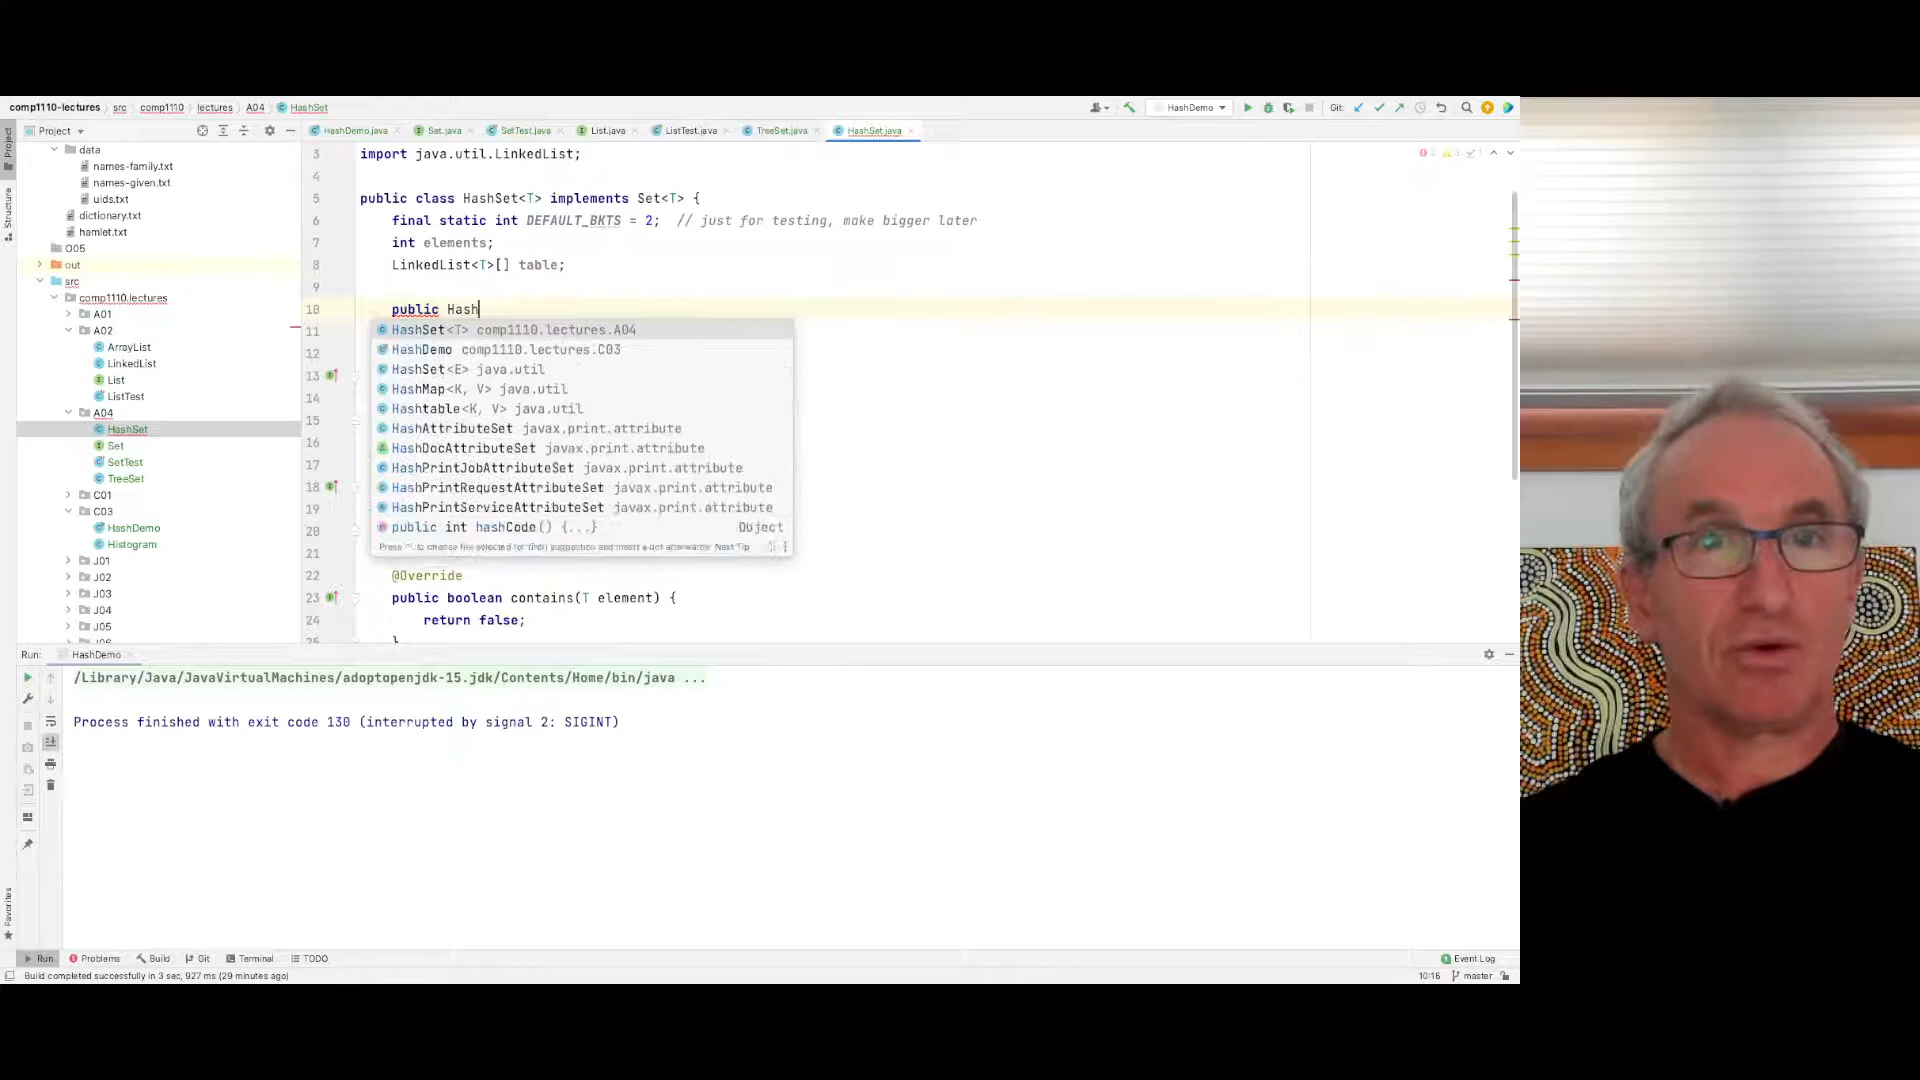 comp1110-lectures > src > comp1110 > lectures > A04 > HashSet
HashDemo
Git:
Project
HashDemo.java
Set.java
SetTest.java
List.java
ListTest.java
TreeSet.java
HashSet.java
Project
Structure
Favorites
data
names-family.txt
names-given.txt
uids.txt
dictionary.txt
hamlet.txt
O05
out
src
comp1110.lectures
A01
A02
ArrayList
LinkedList
List
ListTest
A04
HashSet
Set
SetTest
TreeSet
C01
C03
HashDemo
Histogram
J01
J02
J03
J04
J05
J06
3 import java.util.LinkedList;
4
5 public class HashSet<T> implements Set<T> {
6 final static int DEFAULT_BKTS = 2; // just for testing, make bigger later
7 int elements;
8 LinkedList<T>[] table;
9
10 public Hash
11
12
13
14
15
16
17
18
19
20
21
22 @Override
23 public boolean contains(T element) {
24 return false;
25 }
HashSet<T> comp1110.lectures.A04
HashDemo comp1110.lectures.C03
HashSet<E> java.util
HashMap<K, V> java.util
Hashtable<K, V> java.util
HashAttributeSet javax.print.attribute
HashDocAttributeSet javax.print.attribute
HashPrintJobAttributeSet javax.print.attribute
HashPrintRequestAttributeSet javax.print.attribute
HashPrintServiceAttributeSet javax.print.attribute
public int hashCode() {...} Object
Next Tip
Run: HashDemo
/Library/Java/JavaVirtualMachines/adoptopenjdk-15.jdk/Contents/Home/bin/java ...
Process finished with exit code 130 (interrupted by signal 2: SIGINT)
Run
Problems
Build
Git
Terminal
TODO
Event Log
Build completed successfully in 3 sec, 927 ms (29 minutes ago)
10:16
master